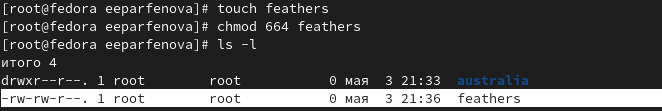 [root@fedora eeparfenova]# touch feathers
[root@fedora eeparfenova]# chmod 664 feathers
[root@fedora eeparfenova]# ls -l
итого 4
drwxr--r--. 1 root      root              0 мая  3 21:33  australia
-rw-rw-r--. 1 root      root              0 мая  3 21:36  feathers